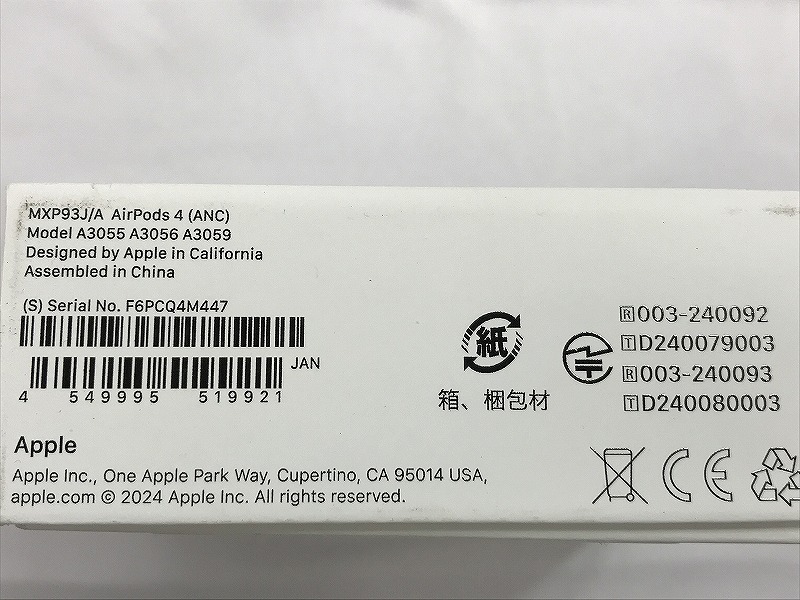 MXP93J/A AirPods 4 (ANC)
Model A3055 A3056 A3059
Designed by Apple in California
Assembled in China
(S) Serial No. F6PCQ4M447
JAN
4 549995 519921
紙
箱、梱包材
R003-240092
TD240079003
R003-240093
TD240080003
Apple
Apple Inc., One Apple Park Way, Cupertino, CA 95014 USA,
apple.com © 2024 Apple Inc. All rights reserved.
CE